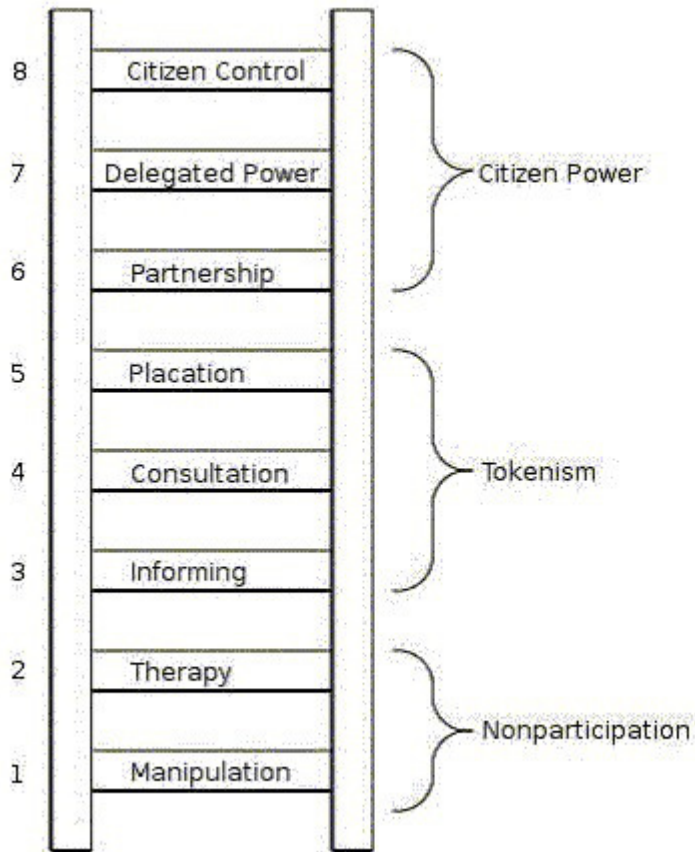 8 Citizen Control
7 Delegated Power
Citizen Power
6 Partnership
5 Placation
4 Consultation
Tokenism
3 Informing
2 Therapy
Nonparticipation
1 Manipulation